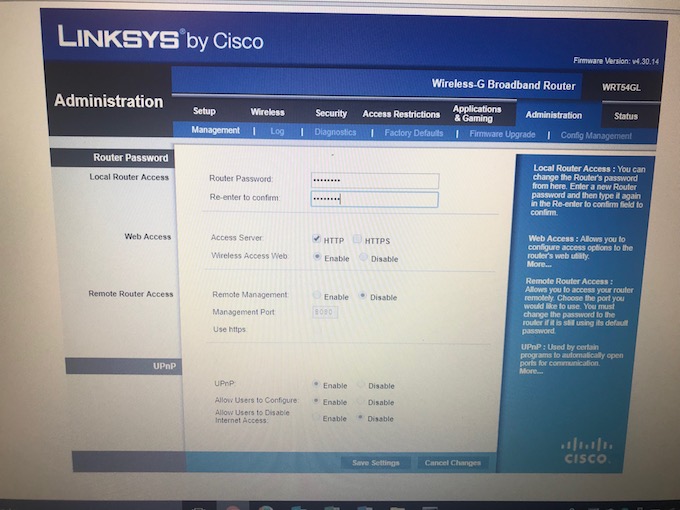 LINKSYS® by Cisco
Firmware Version: v4.30.14
Wireless-G Broadband Router WRT54GL
Administration
Setup Wireless Security Access Restrictions Applications & Gaming Administration Status
Management | Log | Diagnostics | Factory Defaults | Firmware Upgrade | Config Management
Router Password
Local Router Access
Router Password:
Re-enter to confirm:
Web Access
Access Server: HTTP HTTPS
Wireless Access Web: Enable Disable
Remote Router Access
Remote Management: Enable Disable
Management Port: 8080
Use https:
UPnP
UPnP: Enable Disable
Allow Users to Configure: Enable Disable
Allow Users to Disable
Internet Access: Enable Disable
Local Router Access : You can
change the Router's password
from here. Enter a new Router
password and then type it again
in the Re-enter to confirm field to
confirm.
Web Access : Allows you to
configure access options to the
router's web utility.
More...
Remote Router Access :
Allows you to access your router
remotely. Choose the port you
would like to use. You must
change the password to the
router if it is still using its default
password.
UPnP : Used by certain
programs to automatically open
ports for communication.
More...
CISCO
Save Settings Cancel Changes